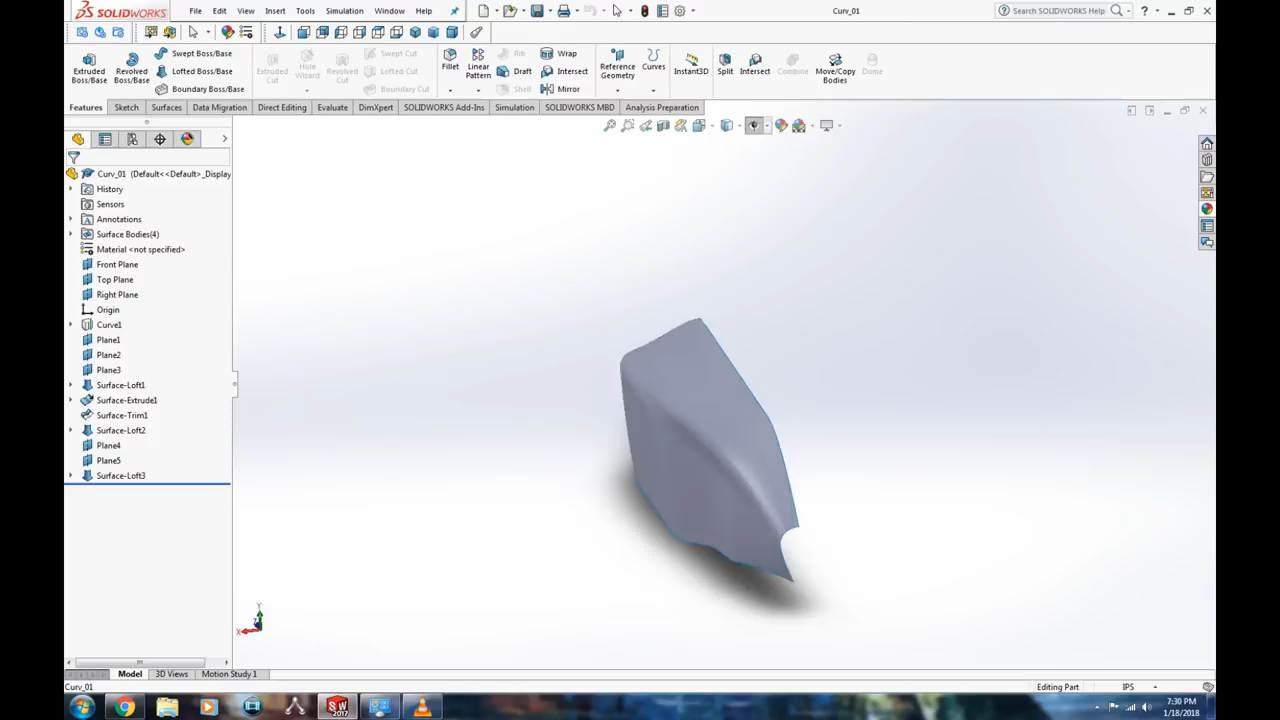 SOLIDWORKS File Edit View Insert Tools Simulation Window Help Curv_01 Search SOLIDWORKS Help
Extruded Boss/Base
Revolved Boss/Base
Swept Boss/Base
Lofted Boss/Base
Boundary Boss/Base
Extruded Cut
Hole Wizard
Revolved Cut
Swept Cut
Lofted Cut
Boundary Cut
Fillet
Linear Pattern
Rib
Draft
Shell
Wrap
Intersect
Mirror
Reference Geometry
Curves
Instant3D
Split
Intersect
Combine
Move/Copy Bodies
Done
Features Sketch Surfaces Data Migration Direct Editing Evaluate DimXpert SOLIDWORKS Add-Ins Simulation SOLIDWORKS MBD Analysis Preparation
Curv_01 (Default<<Default>_Display
History
Sensors
Annotations
Surface Bodies(4)
Material <not specified>
Front Plane
Top Plane
Right Plane
Origin
Curve1
Plane1
Plane2
Plane3
Surface-Loft1
Surface-Extrude1
Surface-Trim1
Surface-Loft2
Plane4
Plane5
Surface-Loft3
Y
X
Z
Model 3D Views Motion Study 1
Curv_01 Editing Part IPS
SW
2017
7:30 PM
1/18/2018